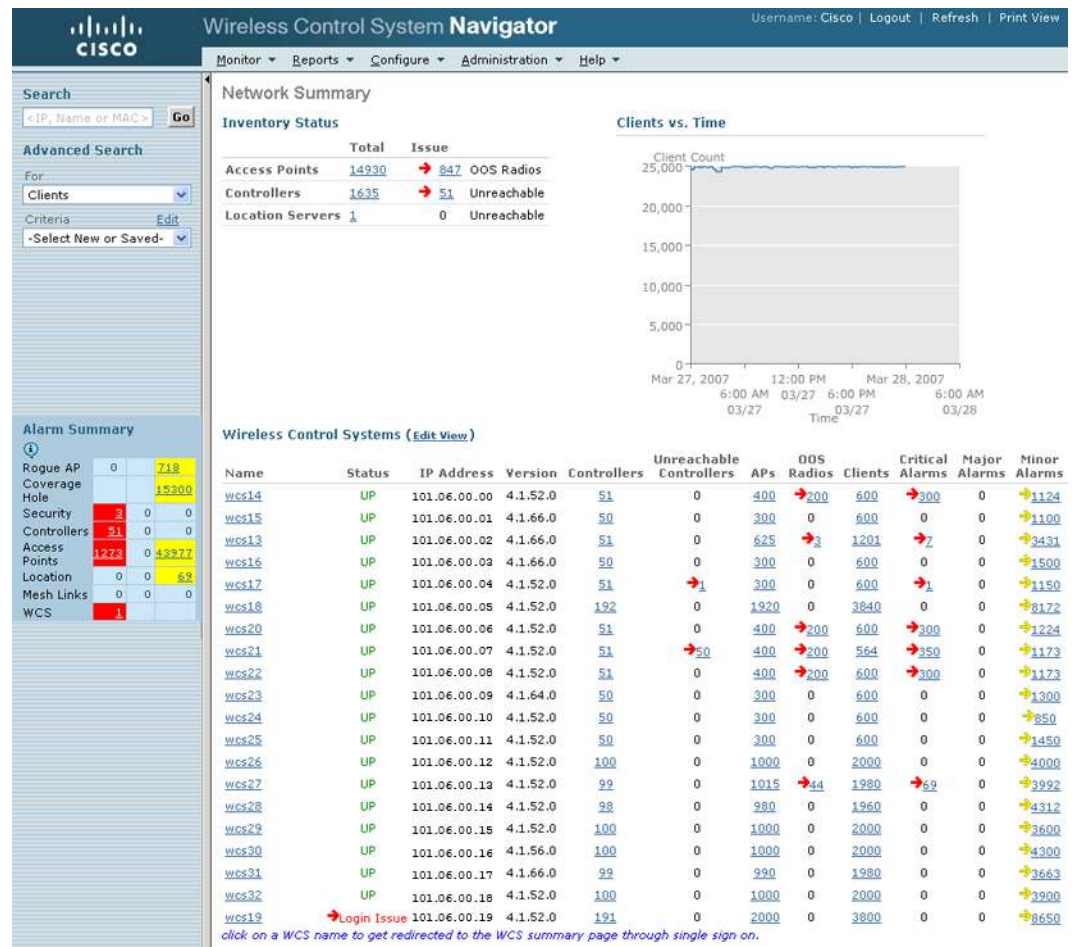 CISCO
Wireless Control System Navigator
Username: Cisco | Logout | Refresh | Print View
Monitor Reports Configure Administration Help
Search
<IP, Name or MAC> Go
Advanced Search
For
Clients
Criteria Edit
-Select New or Saved-
Network Summary
Inventory Status
Total Issue
Access Points 14930 847 OOS Radios
Controllers 1635 51 Unreachable
Location Servers 1 0 Unreachable
Clients vs. Time
Client Count
25,000
20,000
15,000
10,000
5,000
0
Mar 27, 2007 12:00 PM Mar 28, 2007
6:00 AM 03/27 6:00 PM 6:00 AM
03/27 03/27 03/28
Time
Alarm Summary
Rogue AP 0 718
Coverage Hole 15300
Security 3 0 0
Controllers 51 0 0
Access Points 1273 0 43977
Location 0 0 69
Mesh Links 0 0 0
WCS 1
Wireless Control Systems (Edit View)
Name Status IP Address Version Controllers Unreachable Controllers APs OOS Radios Clients Critical Alarms Major Alarms Minor Alarms
wcs14 UP 101.06.00.00 4.1.52.0 51 0 400 200 600 300 0 1124
wcs15 UP 101.06.00.01 4.1.66.0 50 0 300 0 600 0 0 1100
wcs13 UP 101.06.00.02 4.1.66.0 51 0 625 3 1201 7 0 3431
wcs16 UP 101.06.00.03 4.1.66.0 50 0 300 0 600 0 0 1500
wcs17 UP 101.06.00.04 4.1.52.0 51 1 300 0 600 1 0 1150
wcs18 UP 101.06.00.05 4.1.52.0 192 0 1920 0 3840 0 0 8172
wcs20 UP 101.06.00.06 4.1.52.0 51 0 400 200 600 300 0 1224
wcs21 UP 101.06.00.07 4.1.52.0 51 50 400 200 564 350 0 1173
wcs22 UP 101.06.00.08 4.1.52.0 51 0 400 200 600 300 0 1173
wcs23 UP 101.06.00.09 4.1.64.0 50 0 300 0 600 0 0 1300
wcs24 UP 101.06.00.10 4.1.52.0 50 0 300 0 600 0 0 850
wcs25 UP 101.06.00.11 4.1.52.0 50 0 300 0 600 0 0 1450
wcs26 UP 101.06.00.12 4.1.52.0 100 0 1000 0 2000 0 0 4000
wcs27 UP 101.06.00.13 4.1.52.0 99 0 1015 44 1980 69 0 3992
wcs28 UP 101.06.00.14 4.1.52.0 98 0 980 0 1960 0 0 4312
wcs29 UP 101.06.00.15 4.1.52.0 100 0 1000 0 2000 0 0 3600
wcs30 UP 101.06.00.16 4.1.56.0 100 0 1000 0 2000 0 0 4300
wcs31 UP 101.06.00.17 4.1.66.0 99 0 990 0 1980 0 0 3663
wcs32 UP 101.06.00.18 4.1.52.0 100 0 1000 0 2000 0 0 3900
wcs19 Login Issue 101.06.00.19 4.1.52.0 191 0 2000 0 3800 0 0 8650
click on a WCS name to get redirected to the WCS summary page through single sign on.